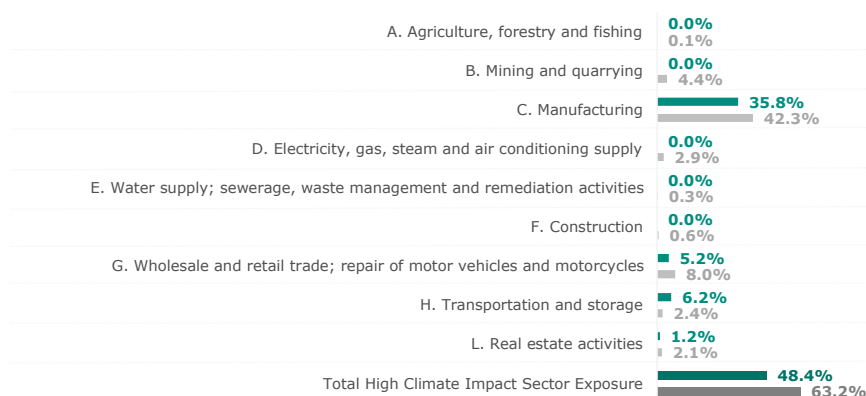 A. Agriculture, forestry and fishing
0.0%
0.1%
B. Mining and quarrying
0.0%
4.4%
C. Manufacturing
35.8%
42.3%
D. Electricity, gas, steam and air conditioning supply
0.0%
2.9%
E. Water supply; sewerage, waste management and remediation activities
0.0%
0.3%
F. Construction
0.0%
0.6%
G. Wholesale and retail trade; repair of motor vehicles and motorcycles
5.2%
8.0%
H. Transportation and storage
6.2%
2.4%
L. Real estate activities
1.2%
2.1%
Total High Climate Impact Sector Exposure
48.4%
63.2%